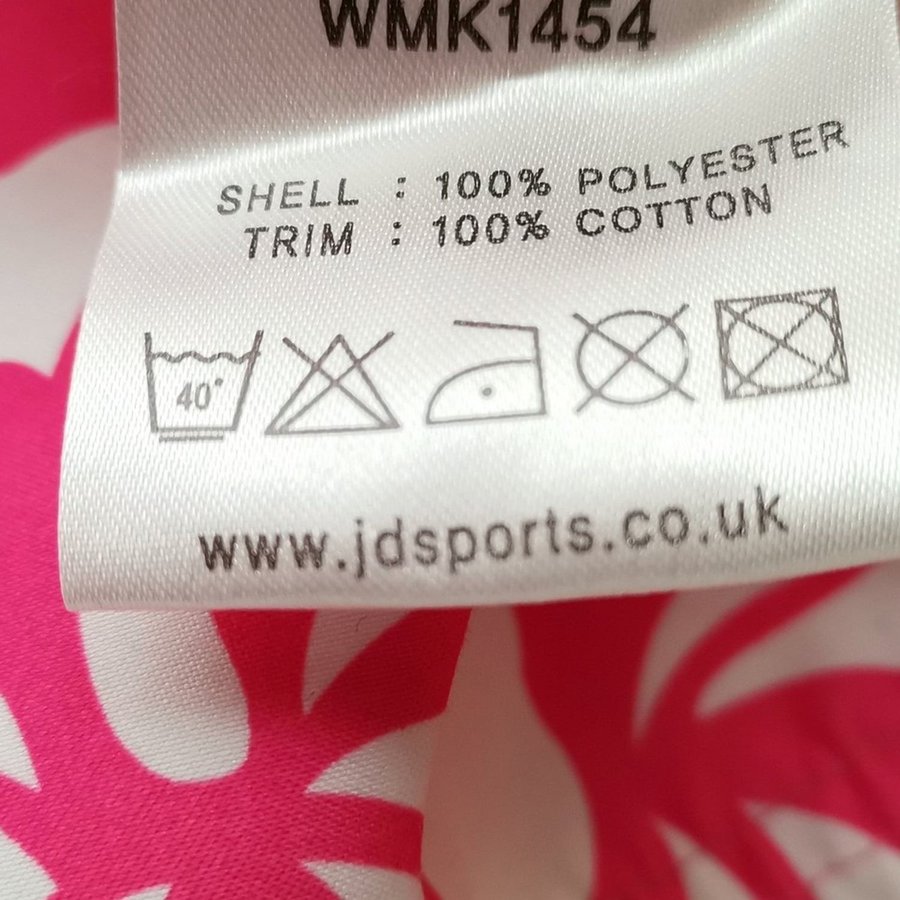 WMK1454
SHELL : 100% POLYESTER
TRIM : 100% COTTON
40°
www.jdsports.co.uk